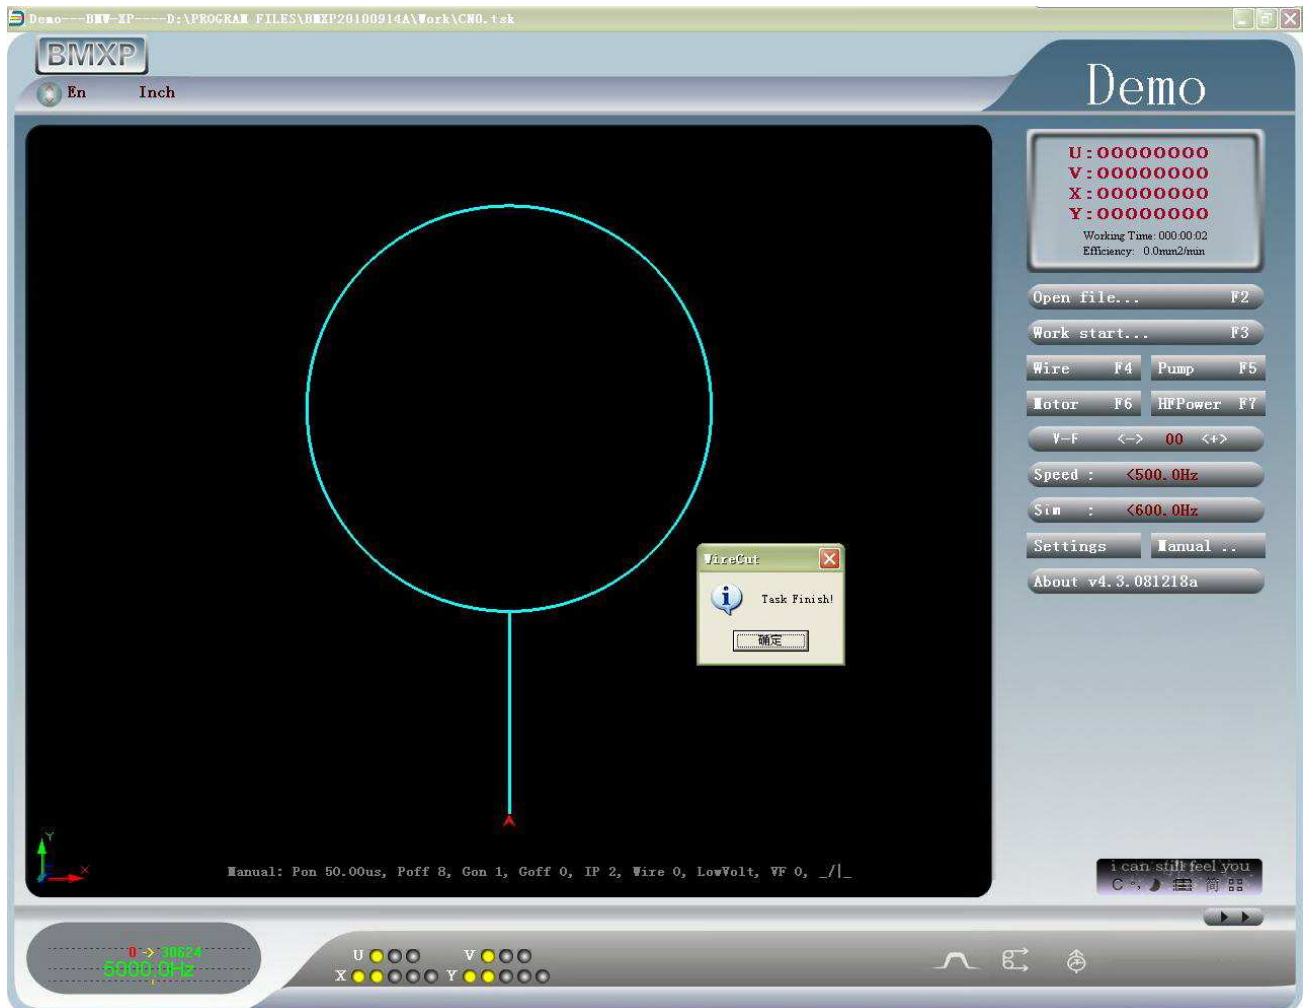 Demo---BMW-XP----D:\PROGRAM FILES\BMXP20100914A\Work\CNO.tsk
BMXP
En Inch
Demo
U:00000000
V:00000000
X:00000000
Y:00000000
Working Time: 000:00:02
Efficiency: 0.0mm2/min
Open file... F2
Work start... F3
Wire F4 Pump F5
Motor F6 HFPower F7
V-F <-> 00 <+>
Speed : <500.0Hz
Sim : <600.0Hz
Settings Manual ..
About v4.3.081218a
WireCut
Task Finish!
确定
Y
X
Manual: Pon 50.00us, Poff 8, Gon 1, Goff 0, IP 2, Wire 0, LowVolt, VF 0, _/|_
i can still feel you
C 简
0 -> 30624
5000.0Hz
U V
X Y